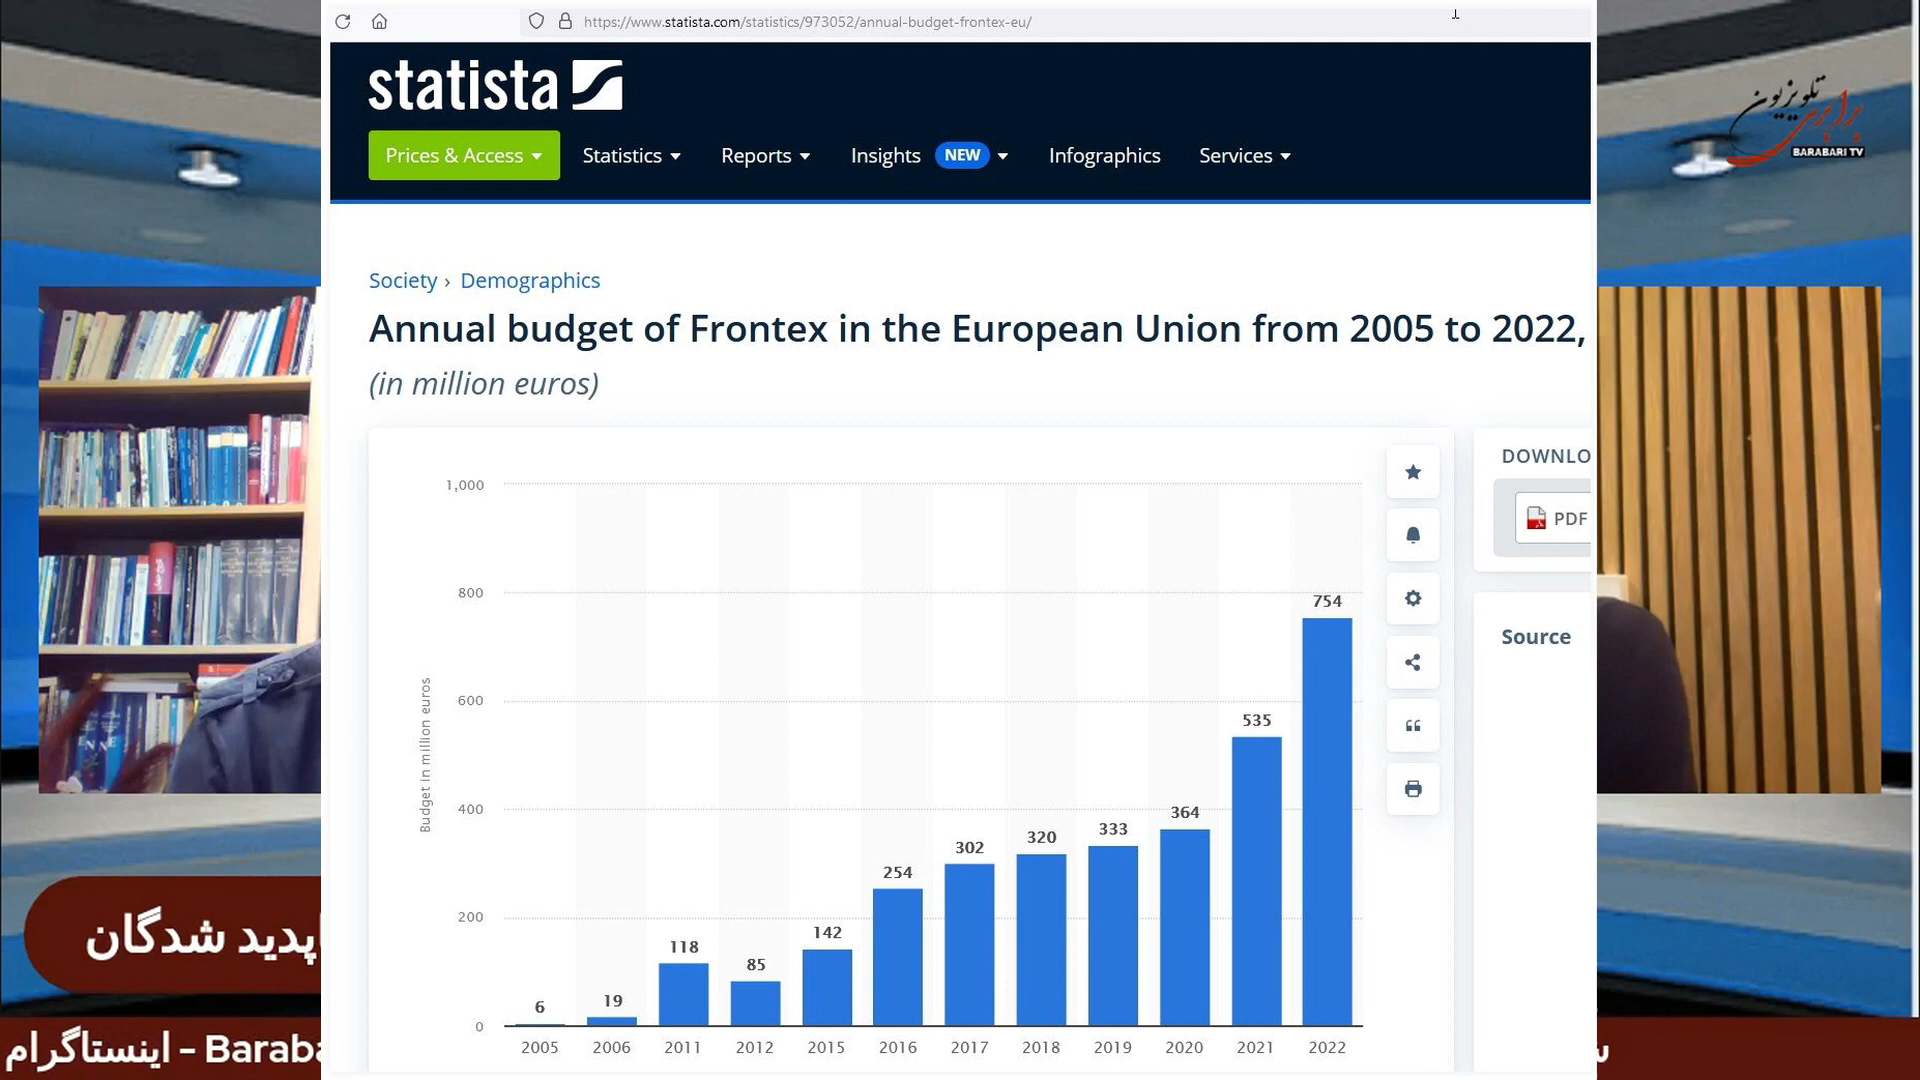 https://www.statista.com/statistics/973052/annual-budget-frontex-eu/
statista
Prices & Access
Statistics
Reports
Insights
NEW
Infographics
Services
تلویزیون
برابری
BARABARI TV
Society › Demographics
Annual budget of Frontex in the European Union from 2005 to 2022,
(in million euros)
DOWNLO
PDF
Source
Budget in million euros
1,000
800
600
400
200
0
6
19
118
85
142
254
302
320
333
364
535
754
2005 2006 2011 2012 2015 2016 2017 2018 2019 2020 2021 2022
اپدید شدگان
اینستاگرام – Baraba